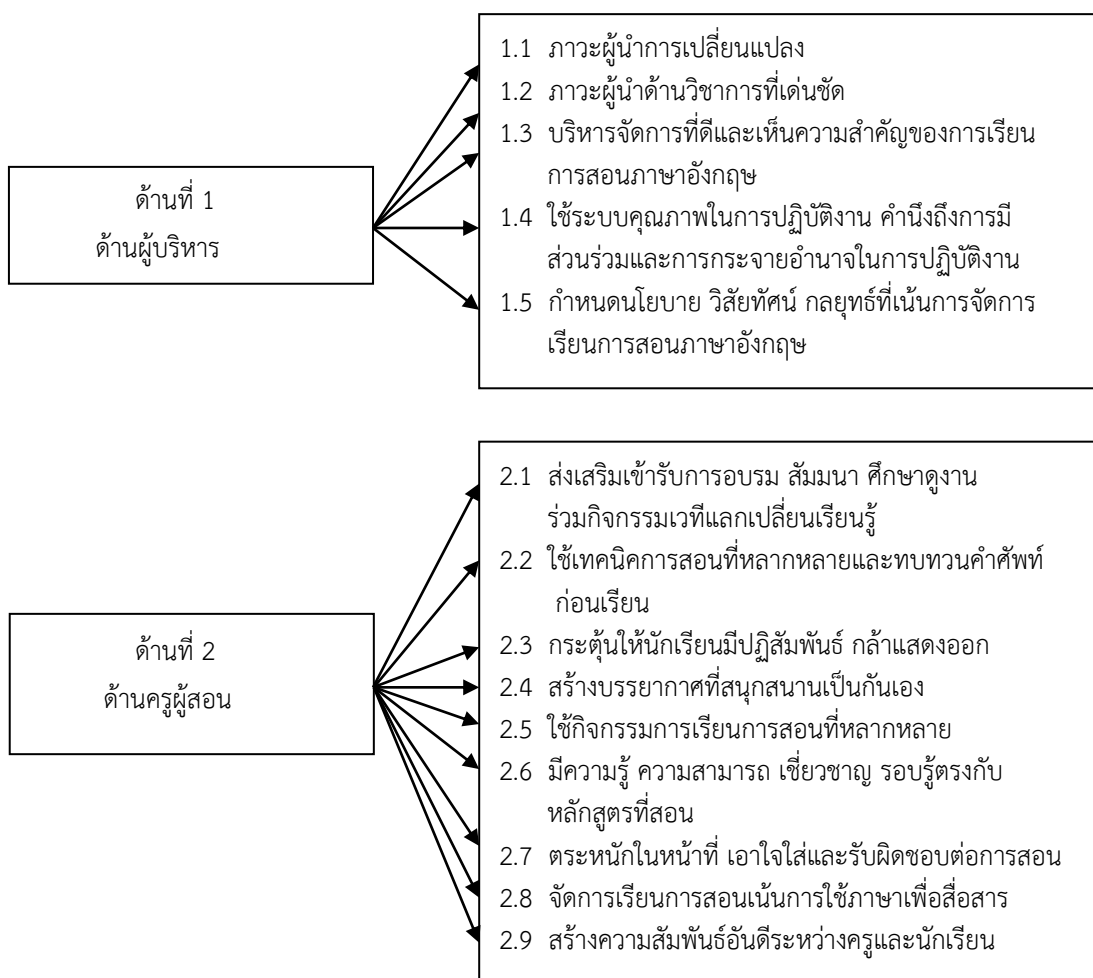 1.1 ภาวะผู้นำการเปลี่ยนแปลง
1.2 ภาวะผู้นำด้านวิชาการที่เด่นชัด
1.3 บริหารจัดการที่ดีและเห็นความสำคัญของการเรียน
การสอนภาษาอังกฤษ
ด้านที่ 1
ด้านผู้บริหาร
1.4 ใช้ระบบคุณภาพในการปฏิบัติงาน คำนึงถึงการมี
ส่วนร่วมและการกระจายอำนาจในการปฏิบัติงาน
1.5 กำหนดนโยบาย วิสัยทัศน์ กลยุทธ์ที่เน้นการจัดการ
เรียนการสอนภาษาอังกฤษ
2.1 ส่งเสริมเข้ารับการอบรม สัมมนา ศึกษาดูงาน
ร่วมกิจกรรมเวทีแลกเปลี่ยนเรียนรู้
2.2 ใช้เทคนิคการสอนที่หลากหลายและทบทวนคำศัพท์
ก่อนเรียน
ด้านที่ 2
ด้านครูผู้สอน
2.3 กระตุ้นให้นักเรียนมีปฏิสัมพันธ์ กล้าแสดงออก
2.4 สร้างบรรยากาศที่สนุกสนานเป็นกันเอง
2.5 ใช้กิจกรรมการเรียนการสอนที่หลากหลาย
2.6 มีความรู้ ความสามารถ เชี่ยวชาญ รอบรู้ตรงกับ
หลักสูตรที่สอน
2.7 ตระหนักในหน้าที่ เอาใจใส่และรับผิดชอบต่อการสอน
2.8 จัดการเรียนการสอนเน้นการใช้ภาษาเพื่อสื่อสาร
2.9 สร้างความสัมพันธ์อันดีระหว่างครูและนักเรียน